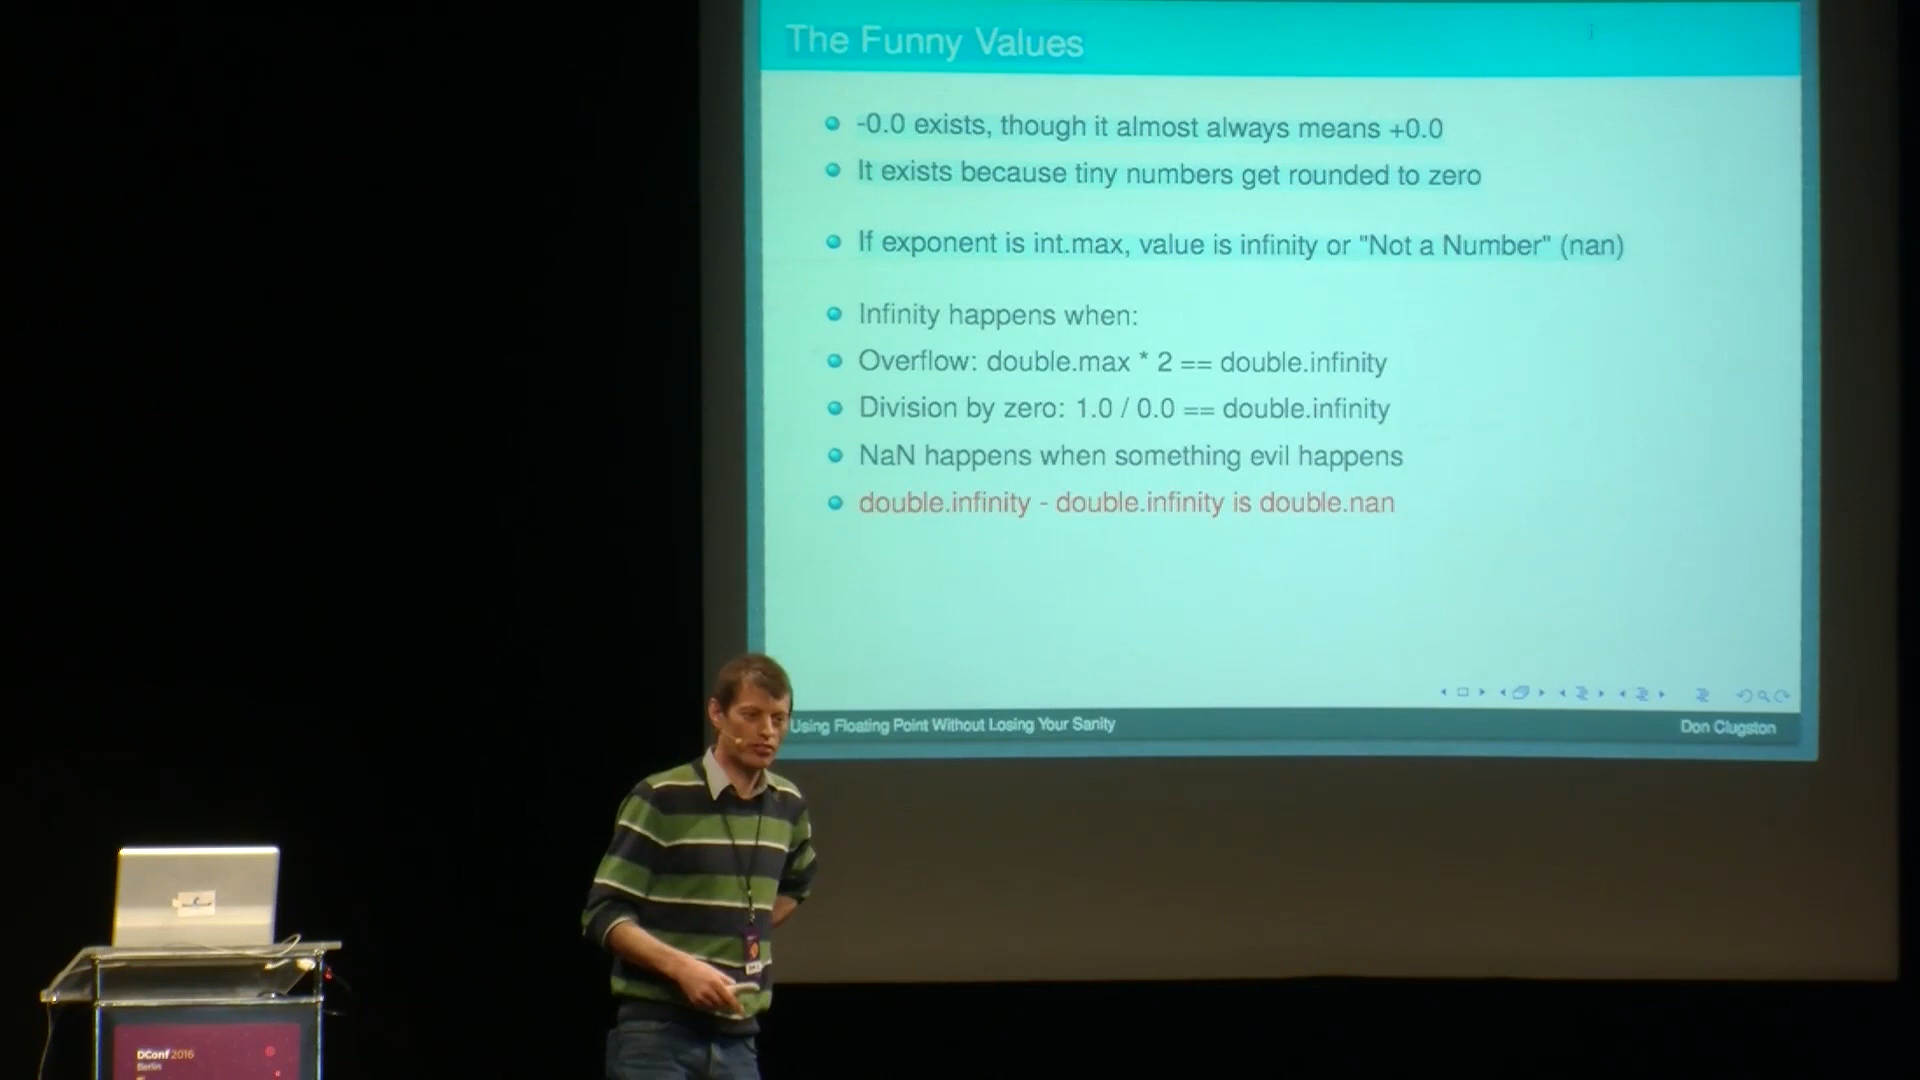 The Funny Values
-0.0 exists, though it almost always means +0.0
It exists because tiny numbers get rounded to zero
If exponent is int.max, value is infinity or "Not a Number" (nan)
Infinity happens when:
Overflow: double.max * 2 == double.infinity
Division by zero: 1.0 / 0.0 == double.infinity
NaN happens when something evil happens
double.infinity - double.infinity is double.nan
Using Floating Point Without Losing Your Sanity
Don Clugston
DConf 2016
Berlin